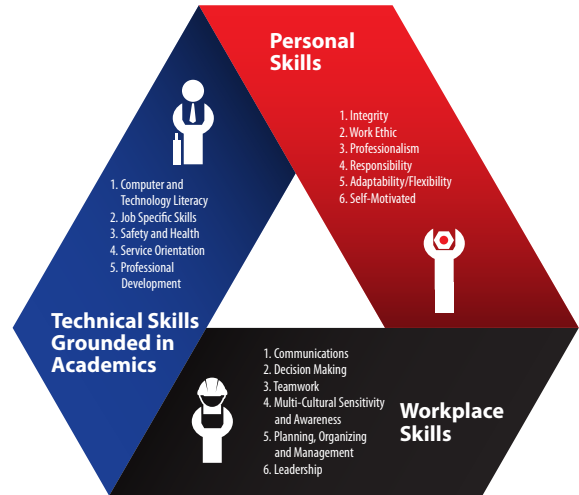 Personal
Skills
1. Integrity
2. Work Ethic
3. Professionalism
4. Responsibility
5. Adaptability/Flexibility
6. Self-Motivated
1. Computer and
Technology Literacy
2. Job Specific Skills
3. Safety and Health
4. Service Orientation
5. Professional
Development
Technical Skills
Grounded in
Academics
1. Communications
2. Decision Making
3. Teamwork
4. Multi-Cultural Sensitivity
and Awareness
5. Planning, Organizing
and Management
6. Leadership
Workplace
Skills